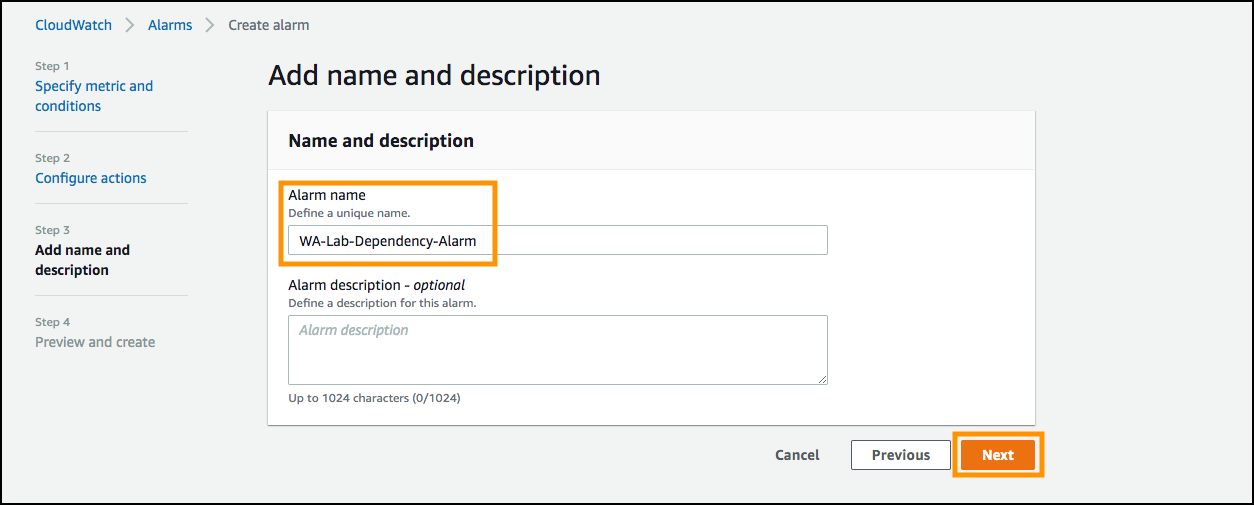 CloudWatch > Alarms > Create alarm
Step 1
Specify metric and
conditions
Step 2
Configure actions
Step 3
Add name and
description
Step 4
Preview and create
Add name and description
Name and description
Alarm name
Define a unique name.
WA-Lab-Dependency-Alarm
Alarm description - optional
Define a description for this alarm.
Alarm description
Up to 1024 characters (0/1024)
Cancel Previous Next